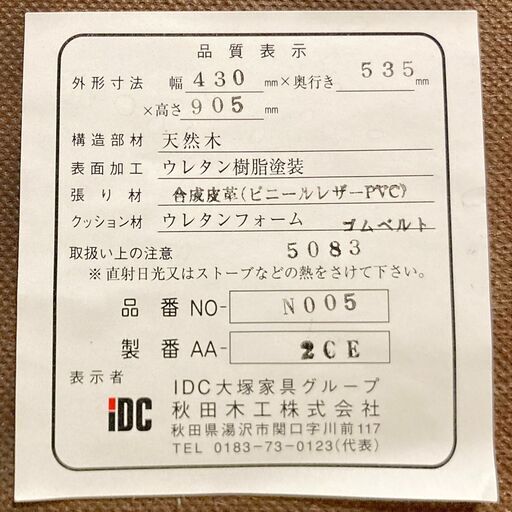 品質表示
外形寸法 幅430mm×奥行き535mm
×高さ905mm
構造部材 天然木
表面加工 ウレタン樹脂塗装
張り材 合成皮革(ビニールレザーPVC)
クッション材 ウレタンフォーム ゴムベルト
取扱い上の注意 5083
※直射日光又はストーブなどの熱をさけて下さい。
品番NO- N005
製番AA- 2CE
表示者 IDC大塚家具グループ
iDC 秋田木工株式会社
秋田県湯沢市関口字川前117
TEL 0183-73-0123(代表)